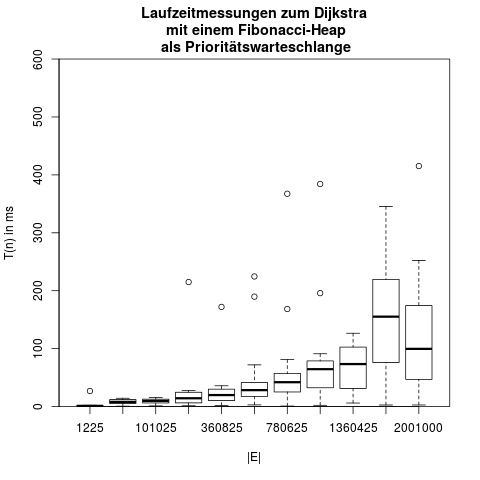 Laufzeitmessungen zum Dijkstra
mit einem Fibonacci-Heap
als Prioritätswarteschlange
600
500
400
300
200
100
0
T(n) in ms
1225 101025 360825 780625 1360425 2001000
|E|